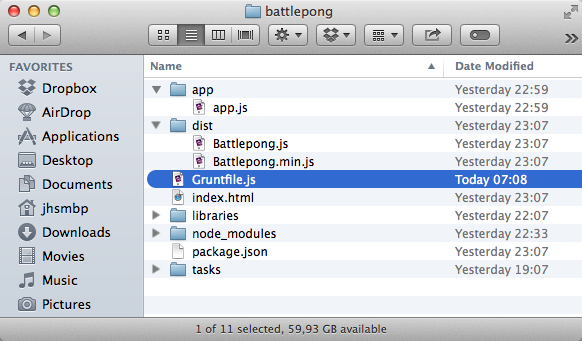 battlepong
FAVORITES
Dropbox
AirDrop
Applications
Desktop
Documents
jhsmbp
Downloads
Movies
Music
Pictures
Name Date Modified
app Yesterday 22:59
app.js Yesterday 22:59
dist Yesterday 23:07
Battlepong.js Yesterday 23:07
Battlepong.min.js Yesterday 23:07
Gruntfile.js Today 07:08
index.html Yesterday 23:07
libraries Yesterday 22:07
node_modules Yesterday 22:33
package.json Yesterday 23:07
tasks Yesterday 19:07
1 of 11 selected, 59,93 GB available